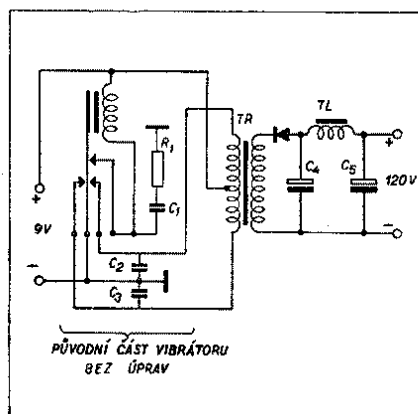 TR
TL
R1
+
C4
C5
+
120V
C1
+
9V
−
C2
−
C3
PŮVODNÍ ČÁST VIBRÁTORU
BEZ ÚPRAV